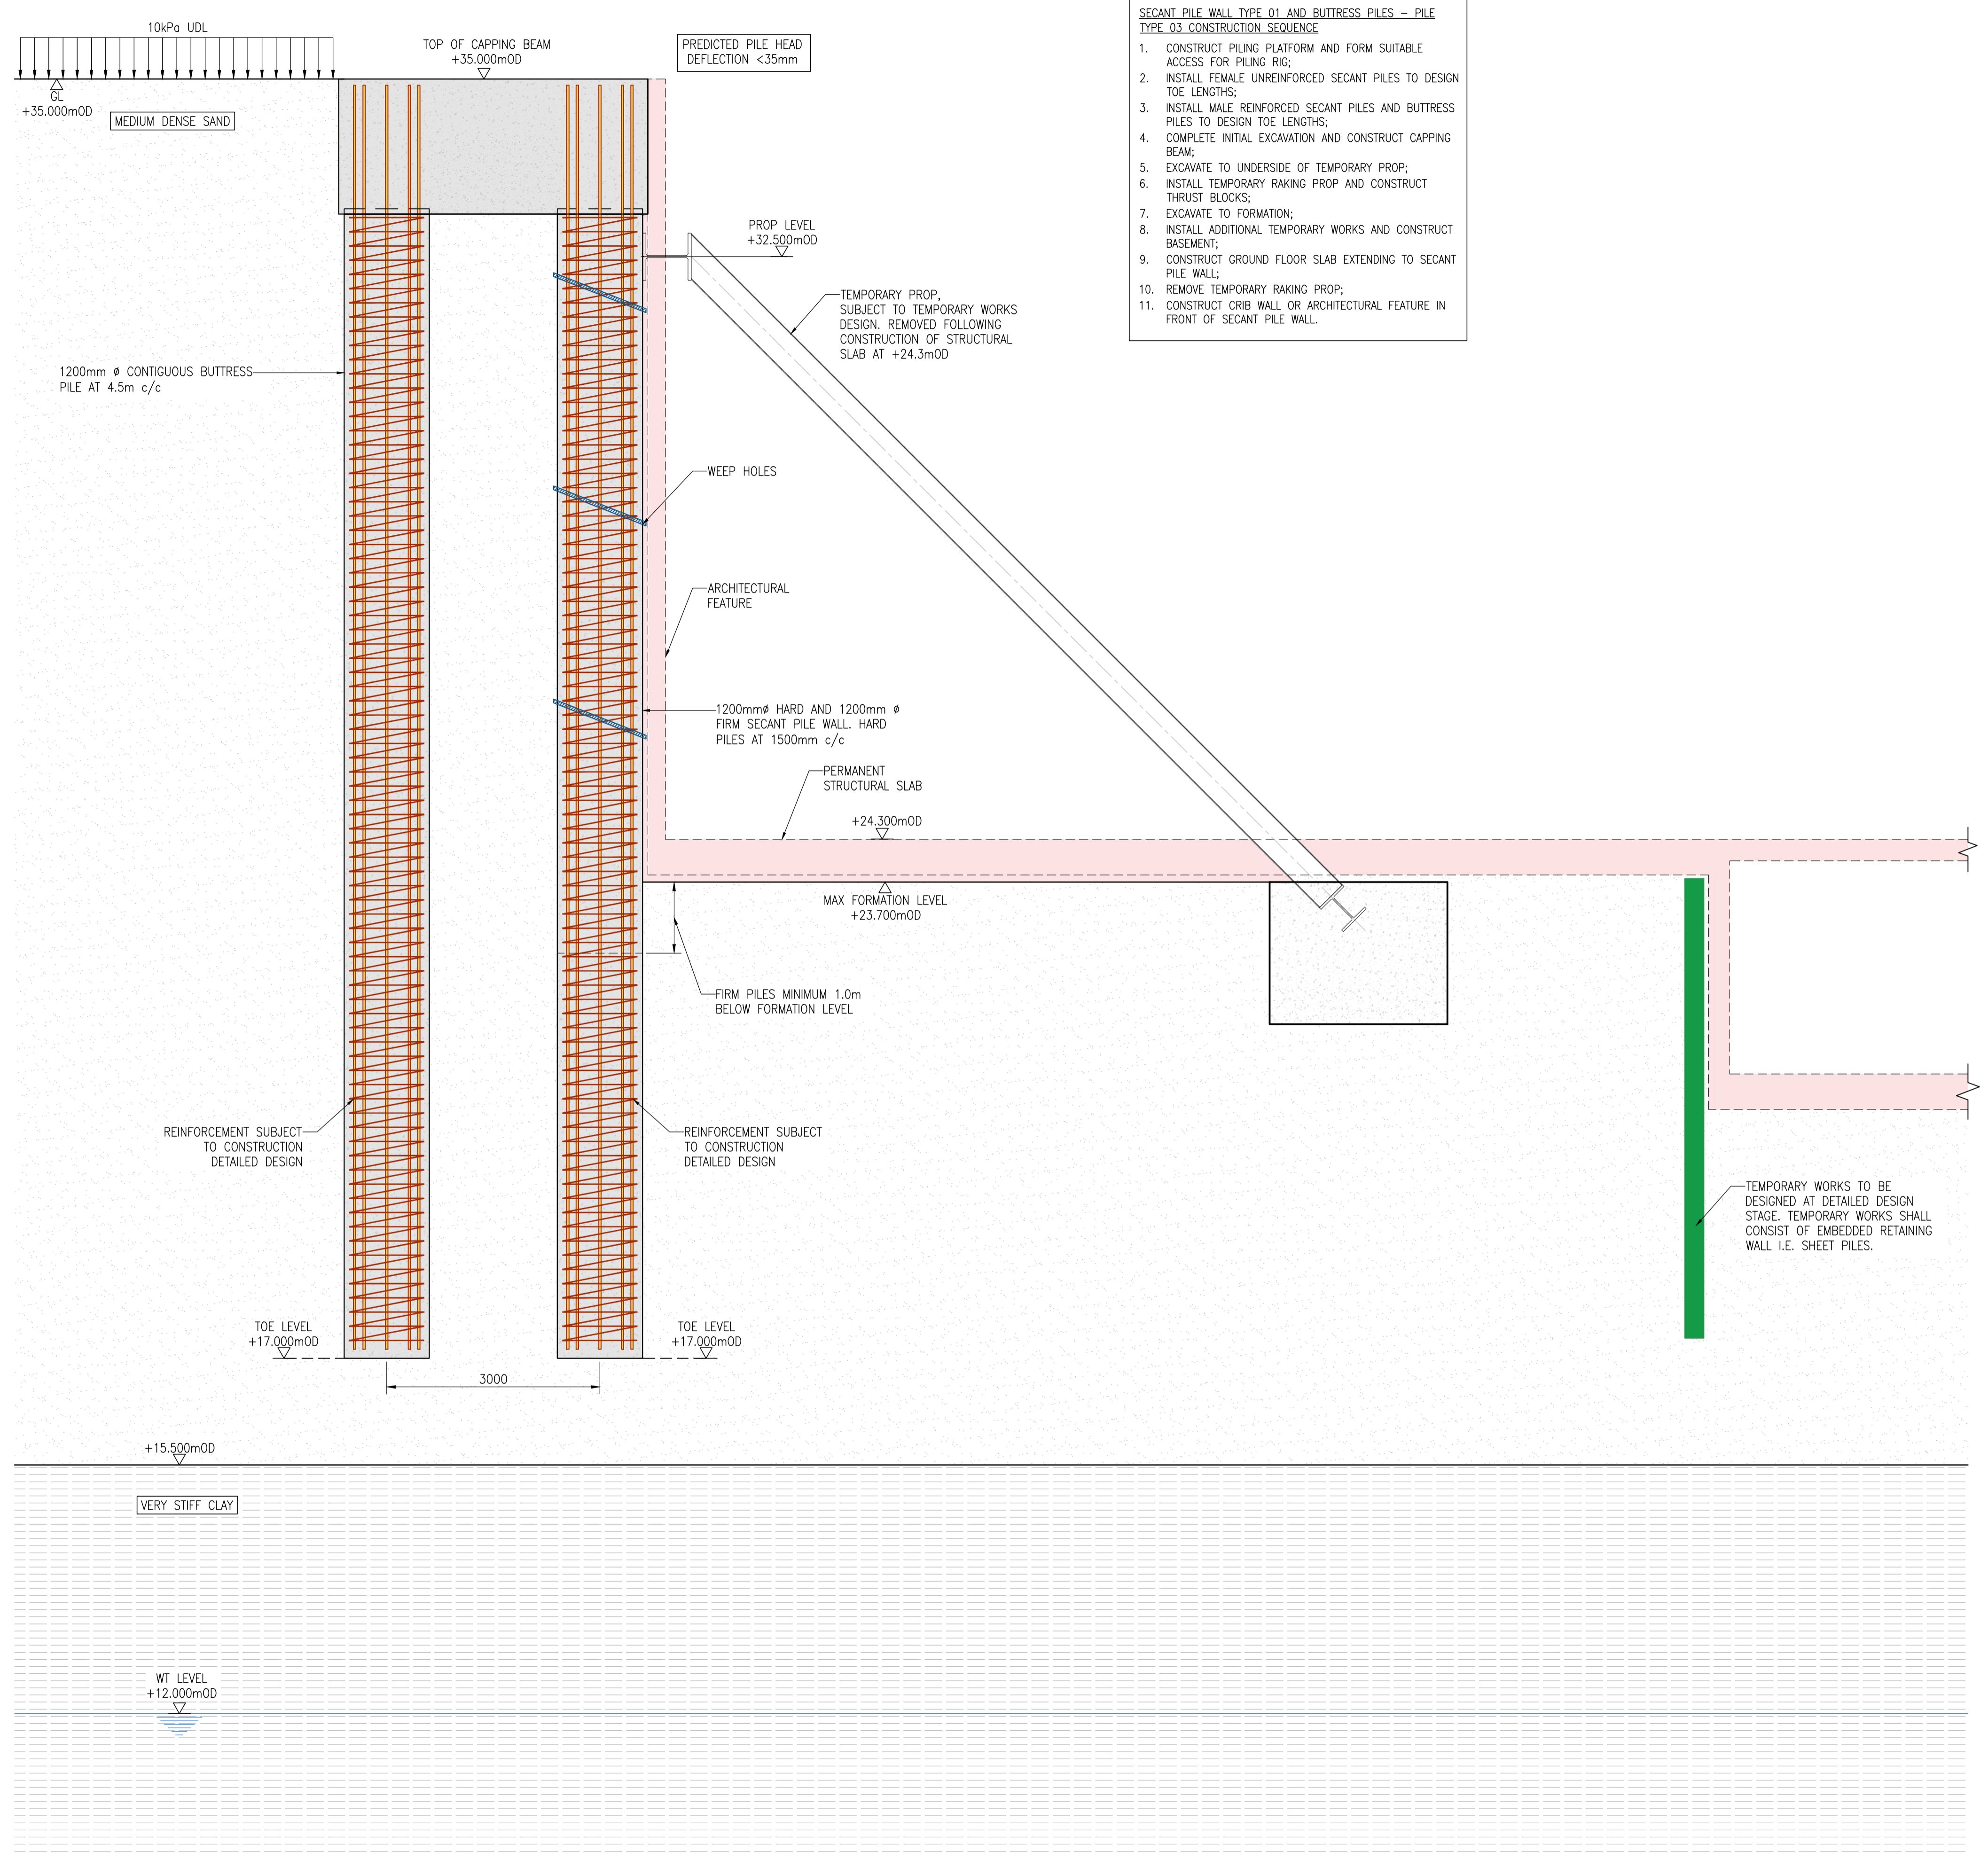 10kPa UDL
GL
+35.000mOD
MEDIUM DENSE SAND
TOP OF CAPPING BEAM
+35.000mOD
PREDICTED PILE HEAD
DEFLECTION <35mm
SECANT PILE WALL TYPE 01 AND BUTTRESS PILES – PILE
TYPE 03 CONSTRUCTION SEQUENCE
1. CONSTRUCT PILING PLATFORM AND FORM SUITABLE
ACCESS FOR PILING RIG;
2. INSTALL FEMALE UNREINFORCED SECANT PILES TO DESIGN
TOE LENGTHS;
3. INSTALL MALE REINFORCED SECANT PILES AND BUTTRESS
PILES TO DESIGN TOE LENGTHS;
4. COMPLETE INITIAL EXCAVATION AND CONSTRUCT CAPPING
BEAM;
5. EXCAVATE TO UNDERSIDE OF TEMPORARY PROP;
6. INSTALL TEMPORARY RAKING PROP AND CONSTRUCT
THRUST BLOCKS;
7. EXCAVATE TO FORMATION;
8. INSTALL ADDITIONAL TEMPORARY WORKS AND CONSTRUCT
BASEMENT;
9. CONSTRUCT GROUND FLOOR SLAB EXTENDING TO SECANT
PILE WALL;
10. REMOVE TEMPORARY RAKING PROP;
11. CONSTRUCT CRIB WALL OR ARCHITECTURAL FEATURE IN
FRONT OF SECANT PILE WALL.
PROP LEVEL
+32.500mOD
TEMPORARY PROP,
SUBJECT TO TEMPORARY WORKS
DESIGN. REMOVED FOLLOWING
CONSTRUCTION OF STRUCTURAL
SLAB AT +24.3mOD
1200mm ø CONTIGUOUS BUTTRESS
PILE AT 4.5m c/c
WEEP HOLES
ARCHITECTURAL
FEATURE
1200mmø HARD AND 1200mm ø
FIRM SECANT PILE WALL. HARD
PILES AT 1500mm c/c
PERMANENT
STRUCTURAL SLAB
+24.300mOD
MAX FORMATION LEVEL
+23.700mOD
FIRM PILES MINIMUM 1.0m
BELOW FORMATION LEVEL
REINFORCEMENT SUBJECT
TO CONSTRUCTION
DETAILED DESIGN
REINFORCEMENT SUBJECT
TO CONSTRUCTION
DETAILED DESIGN
TEMPORARY WORKS TO BE
DESIGNED AT DETAILED DESIGN
STAGE. TEMPORARY WORKS SHALL
CONSIST OF EMBEDDED RETAINING
WALL I.E. SHEET PILES.
TOE LEVEL
+17.000mOD
TOE LEVEL
+17.000mOD
3000
+15.500mOD
VERY STIFF CLAY
WT LEVEL
+12.000mOD